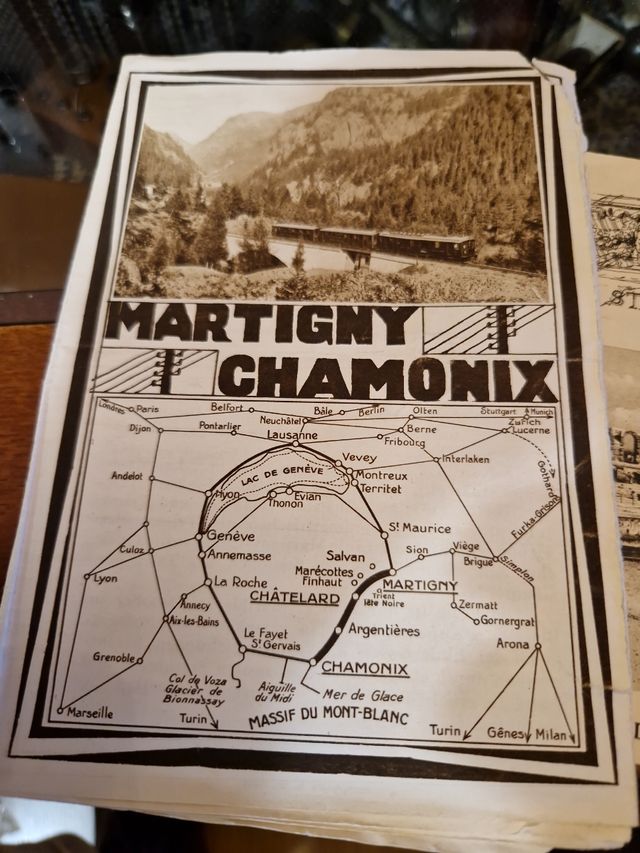 MARTIGNY
CHAMONIX
Londres Paris Belfort Bâle Berlin Olten Stuttgart Munich
Dijon Pontarlier Neuchâtel Berne Zurich
Lucerne
Lausanne Fribourg
Interlaken
Vevey
LAC DE GENÈVE Montreux
Territet
Gothard
Andelot Nyon Evian
Thonon
Furka-Grison
Genève St Maurice
Culoz Annemasse Salvan Sion Viège
Brigue Simplon
Lyon La Roche Marécottes
Finhaut MARTIGNY
Trient
Tête Noire
CHÂTELARD
Annecy Zermatt
Aix-les-Bains Gornergrat
Argentières
Le Fayet
St Gervais Arona
Grenoble CHAMONIX
Col de Voza
Glacier de
Bionnassay
Aiguille
du Midi
Mer de Glace
Marseille Turin MASSIF DU MONT-BLANC Turin Gênes Milan